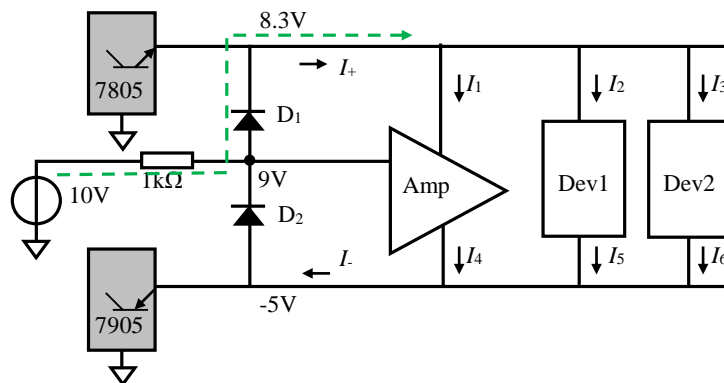 8.3V
7805
I+
I1
I2
I3
D1
1kΩ
9V
10V
Amp
Dev1
Dev2
D2
I-
I4
I5
I6
7905
-5V